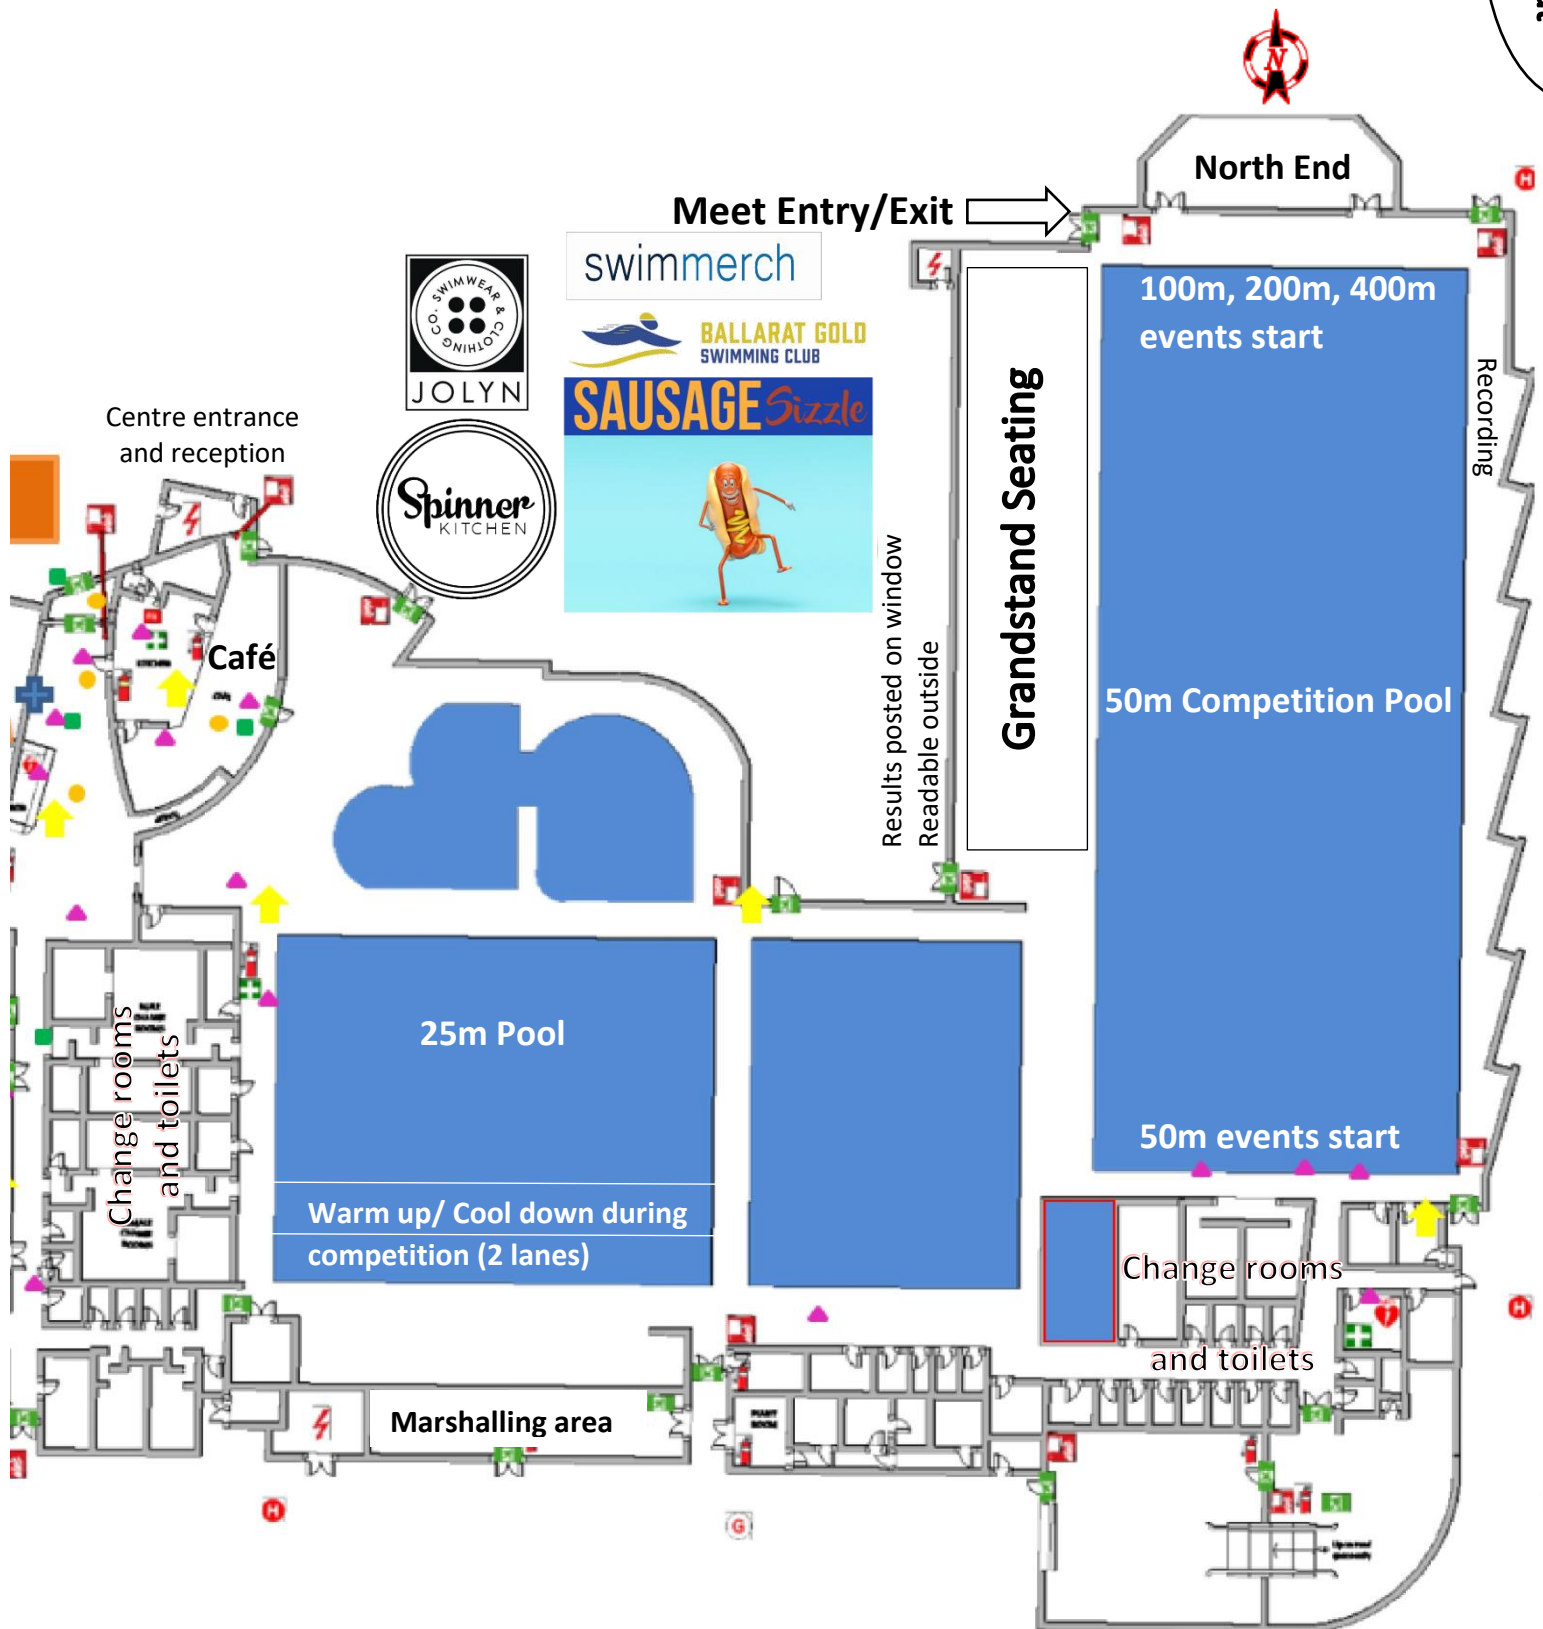 N
North End
Meet Entry/Exit
swimmerch
100m, 200m, 400m
events start
SWIMWEAR & CLOTHING CO.
JOLYN
BALLARAT GOLD
SWIMMING CLUB
SAUSAGE Sizzle
Recording
Centre entrance
and reception
Spinner
KITCHEN
Grandstand Seating
Results posted on window
Readable outside
Café
50m Competition Pool
25m Pool
Change rooms
and toilets
50m events start
Warm up/ Cool down during
competition (2 lanes)
Change rooms
and toilets
Marshalling area
PLANT
ROOM
H
H
H
G